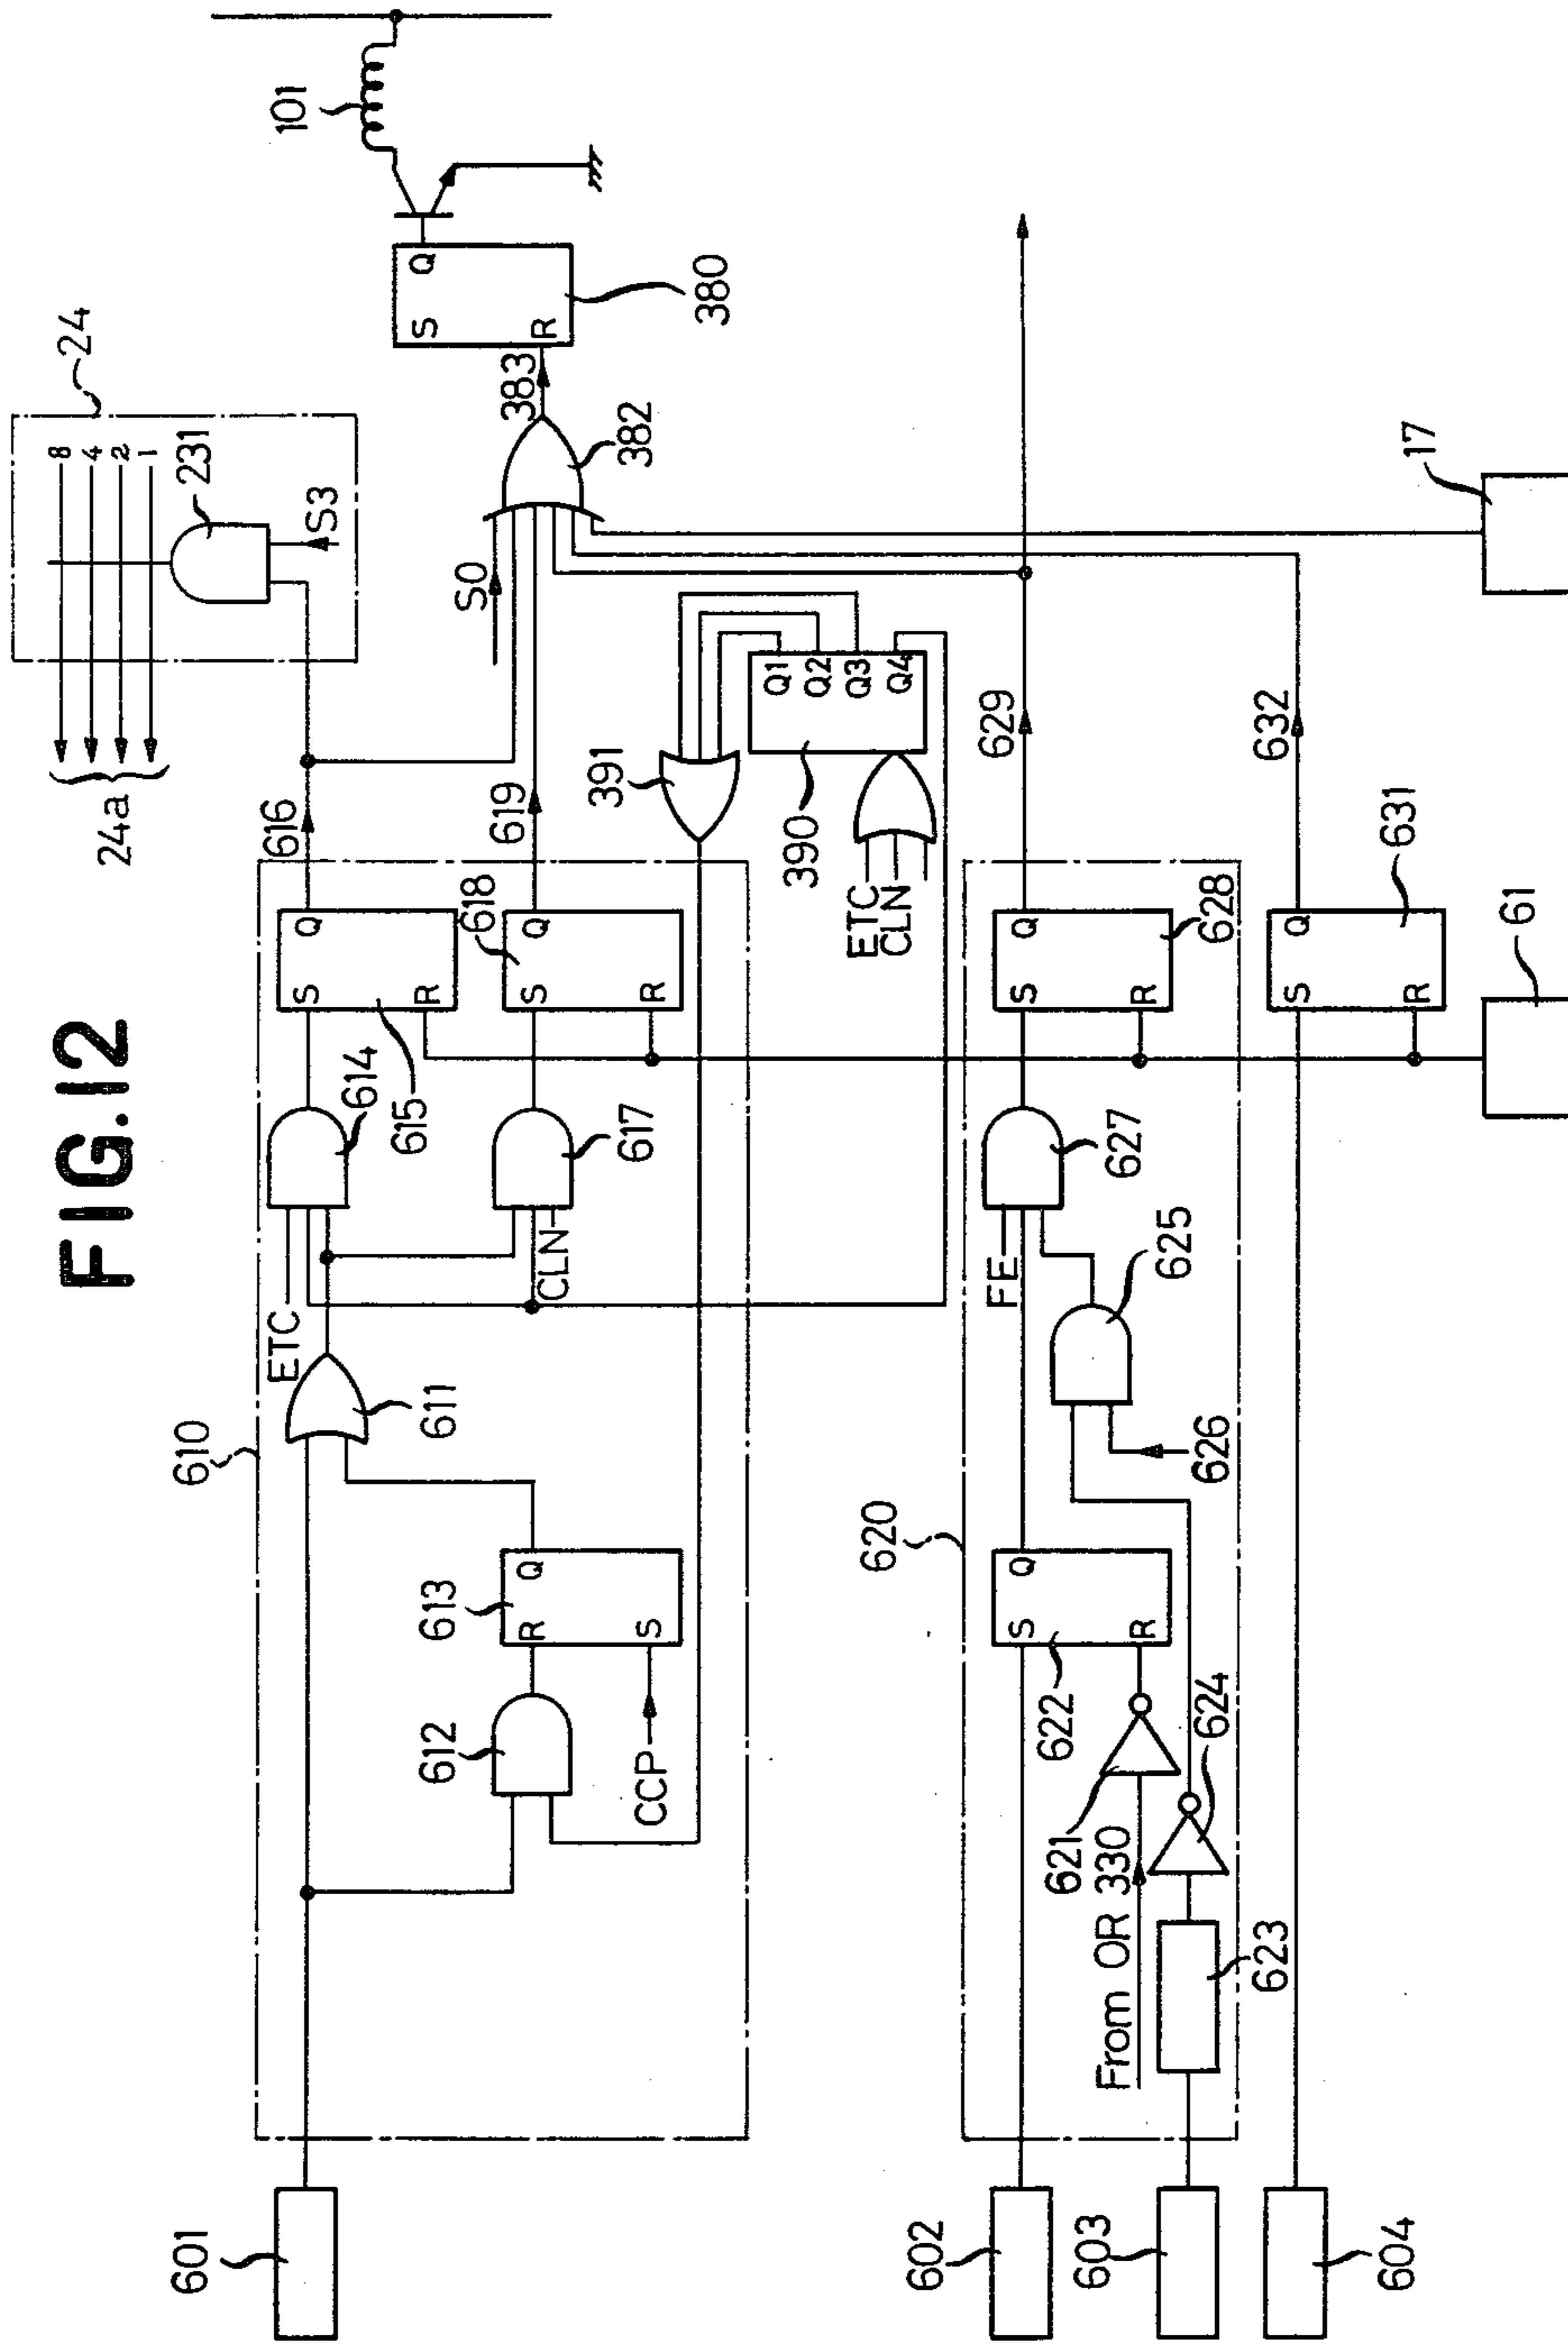 FIG.12
601
610
611
612
613
R
Q
S
CCP
ETC
CLN
614
615
S
Q
R
616
617
618
S
Q
R
619
24a
24
8
4
2
1
231
S3
S0
383
382
S
Q
R
380
101
391
390
Q1
Q2
Q3
Q4
ETC
CLN
602
603
604
620
621
622
S
Q
R
From OR 330
623
624
625
626
FE
627
628
S
Q
R
629
631
S
Q
R
632
61
17